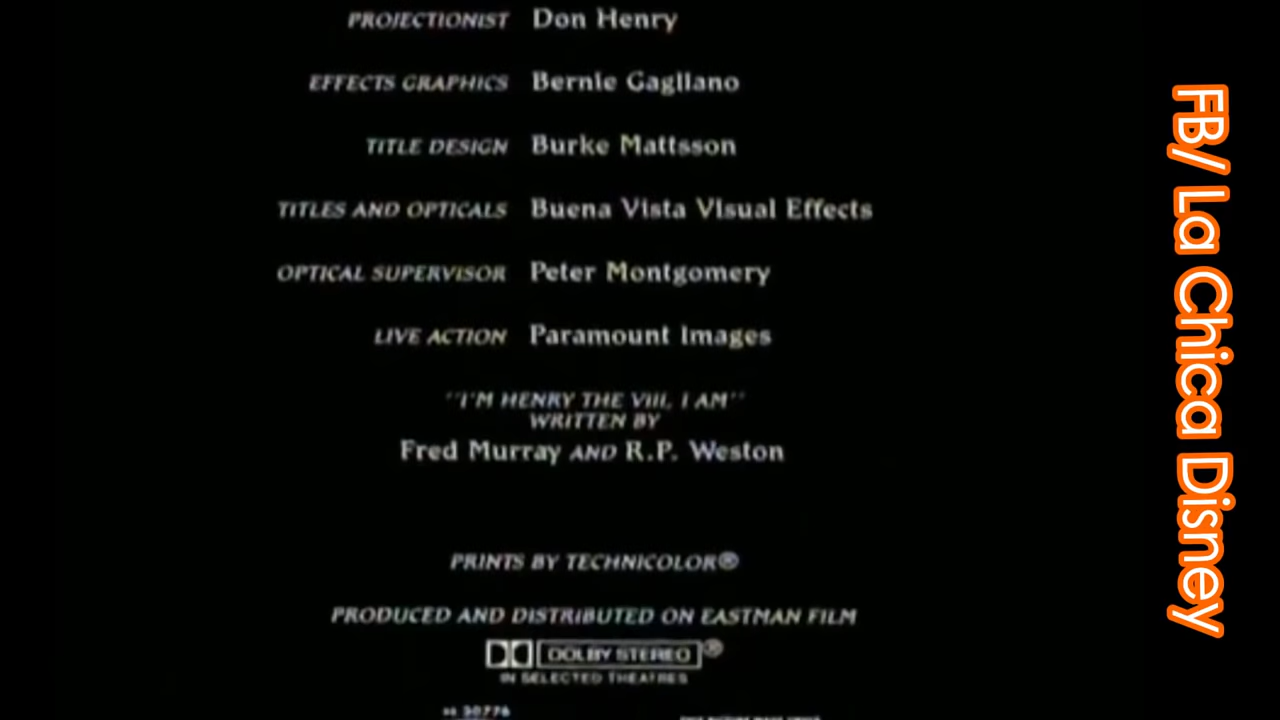 PROJECTIONIST Don Henry
EFFECTS GRAPHICS Bernie Gagliano
TITLE DESIGN Burke Mattsson
TITLES AND OPTICALS Buena Vista Visual Effects
OPTICAL SUPERVISOR Peter Montgomery
LIVE ACTION Paramount Images
"I'M HENRY THE VIII, I AM"
WRITTEN BY
Fred Murray AND R.P. Weston
PRINTS BY TECHNICOLOR®
PRODUCED AND DISTRIBUTED ON EASTMAN FILM
DOLBY STEREO ®
IN SELECTED THEATRES
30776
FB/ La Chica Disney